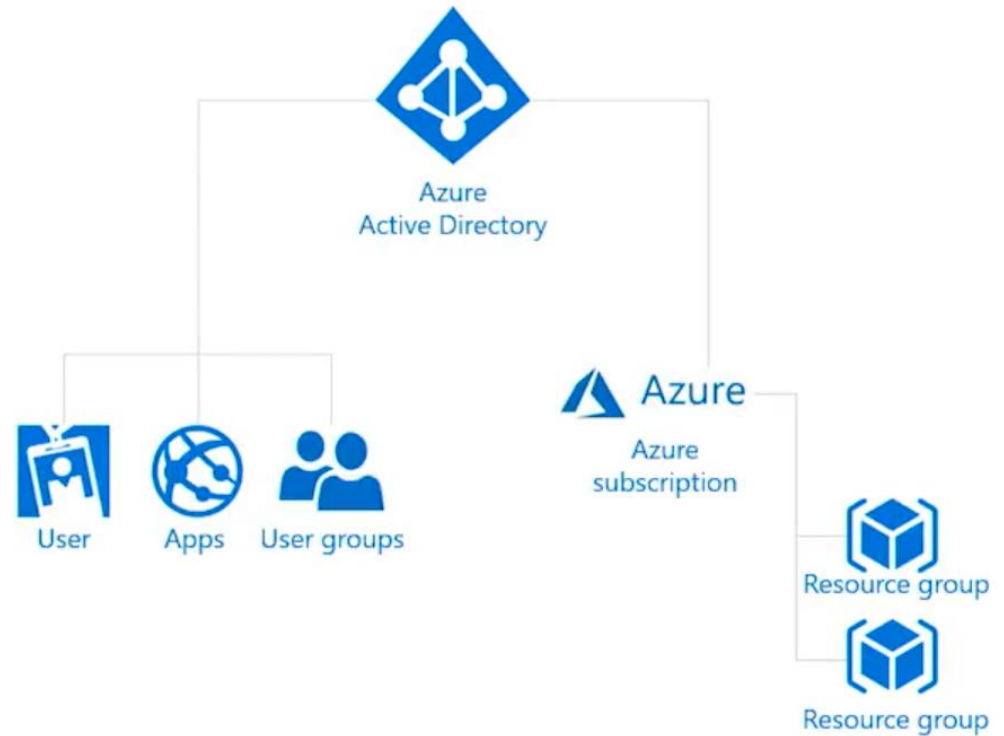 Azure
Active Directory
Azure
Azure
subscription
User
Apps
User groups
Resource group
Resource group